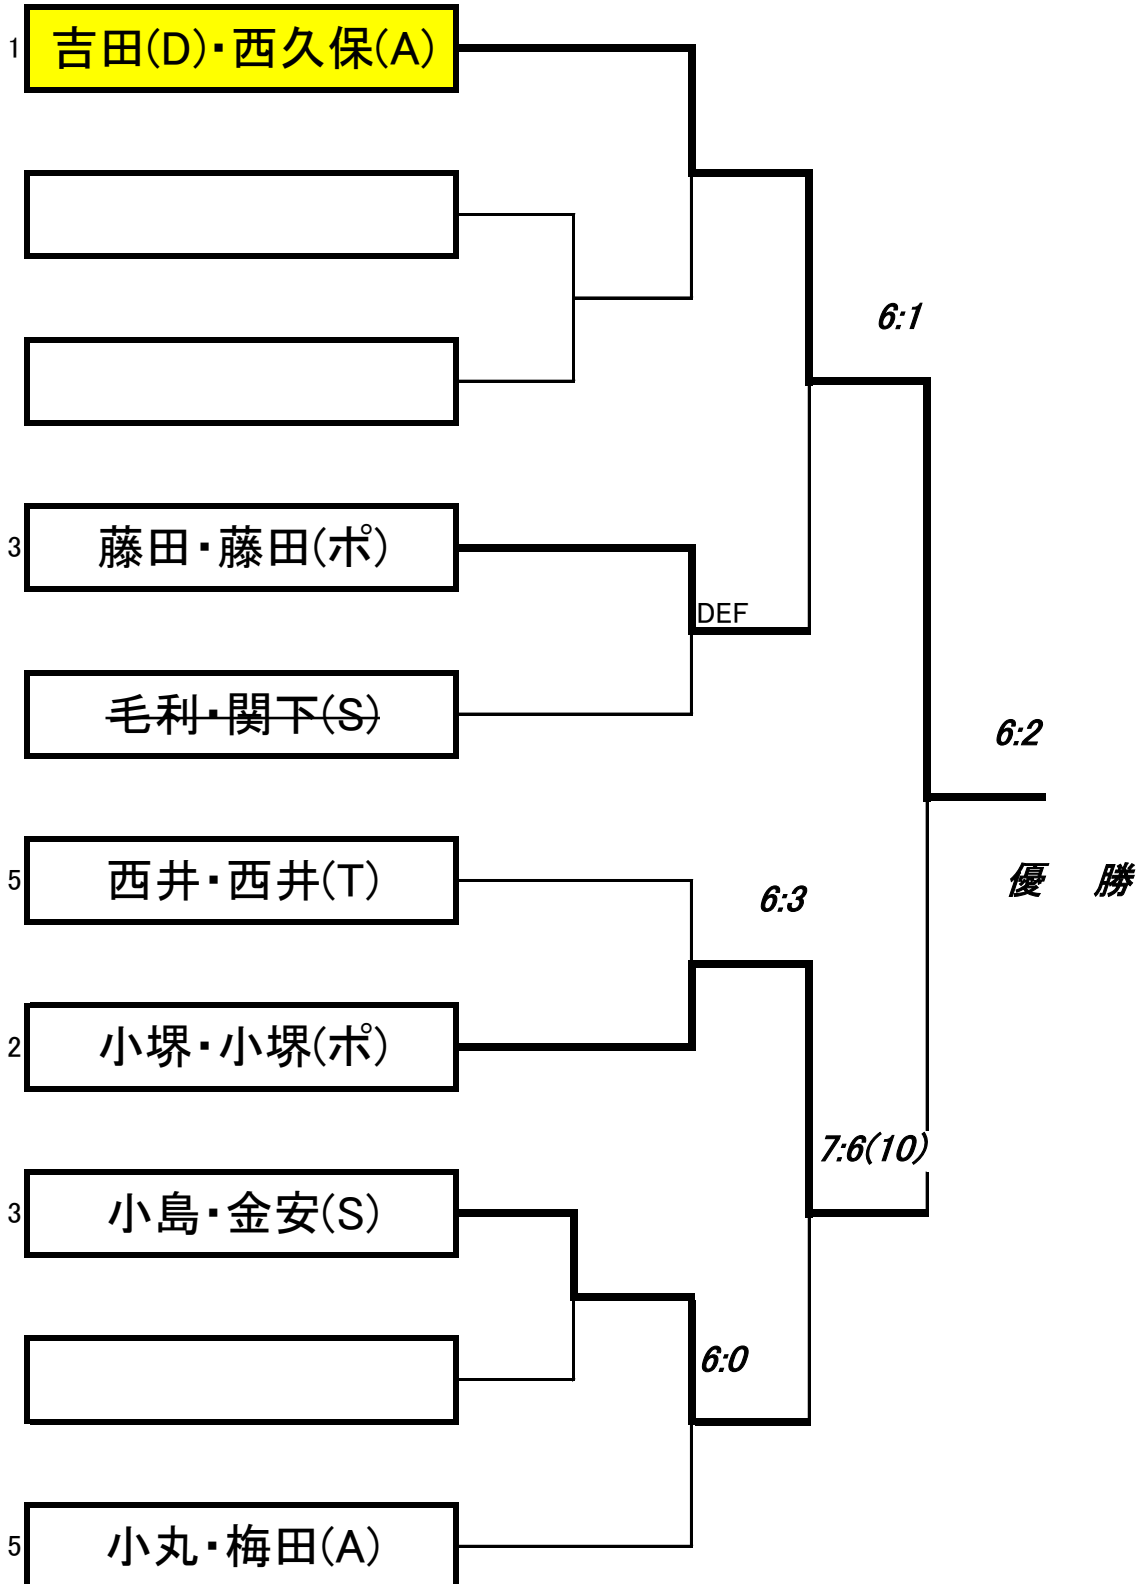 1 吉田(D)・西久保(A)
6:1
3 藤田・藤田(ポ)
DEF
毛利・関下(S)
6:2
5 西井・西井(T)
6:3
優 勝
2 小堺・小堺(ポ)
7:6(10)
3 小島・金安(S)
6:0
5 小丸・梅田(A)